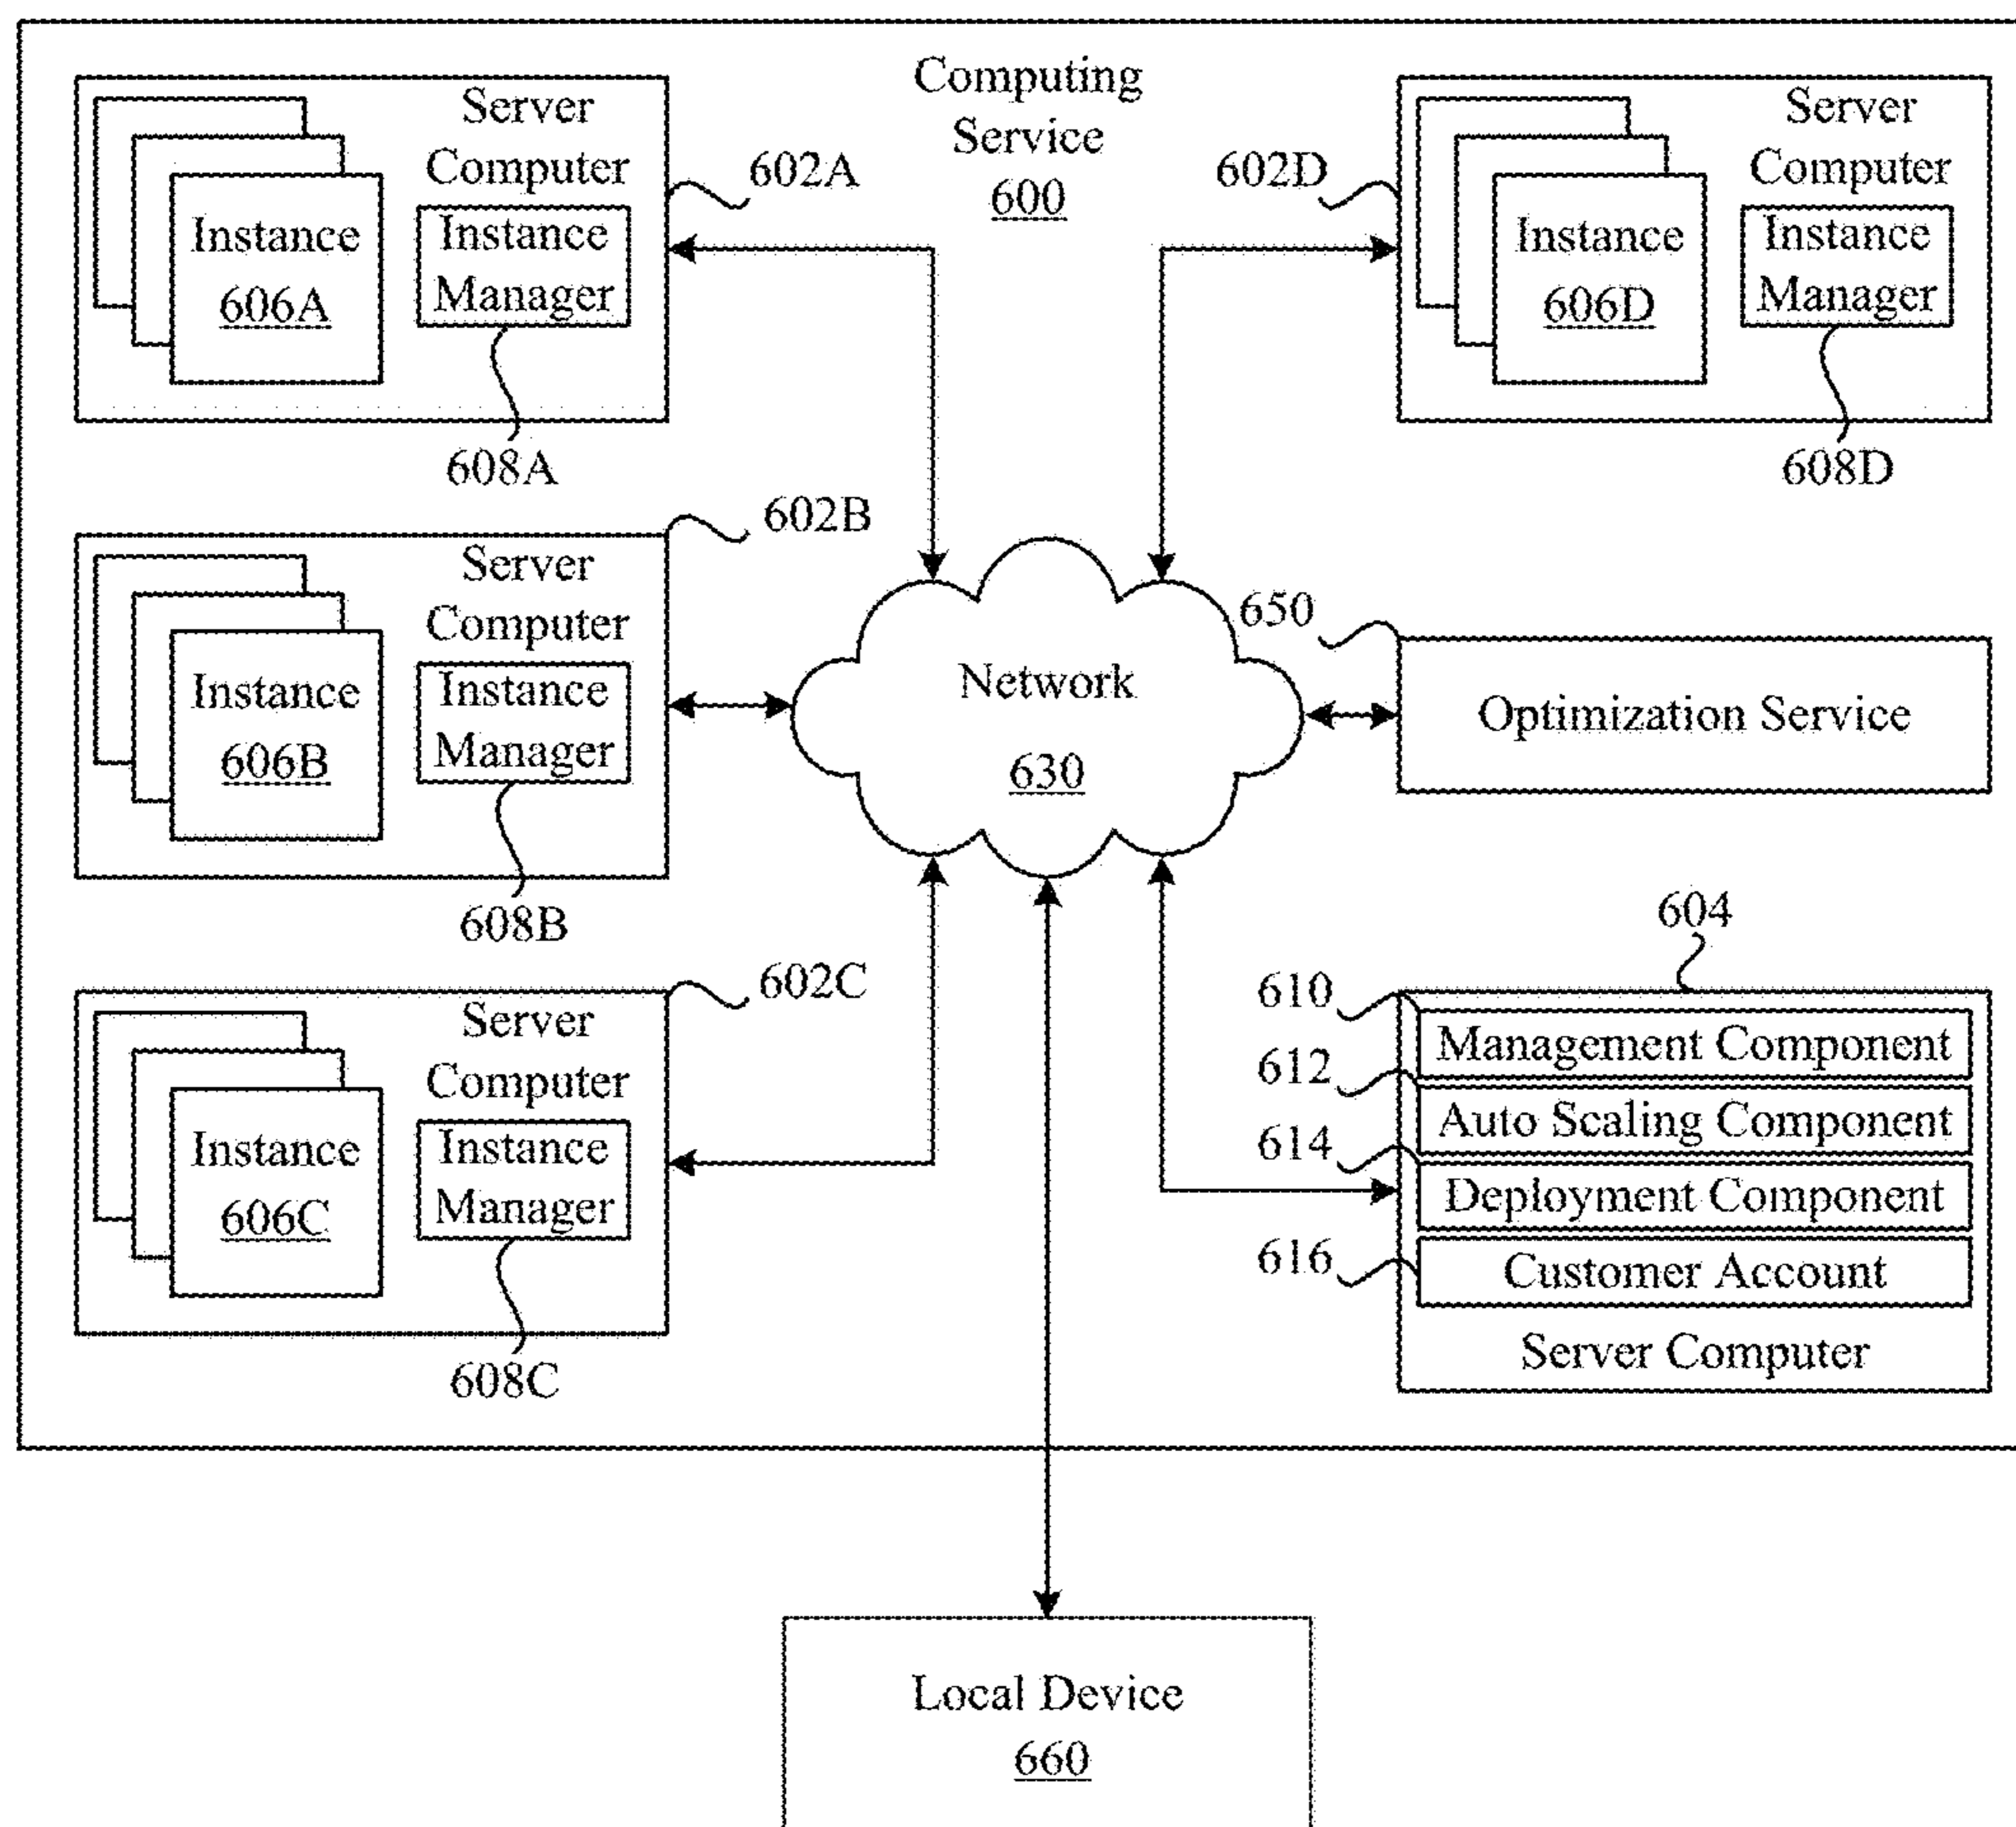 Computing
Service
600
Server
Computer
602A
Instance
606A
Instance
Manager
608A
Server
Computer
602D
Instance
606D
Instance
Manager
608D
Server
Computer
602B
Instance
606B
Instance
Manager
608B
Network
630
650
Optimization Service
Server
Computer
602C
Instance
606C
Instance
Manager
608C
604
610
Management Component
612
Auto Scaling Component
614
Deployment Component
616
Customer Account
Server Computer
Local Device
660